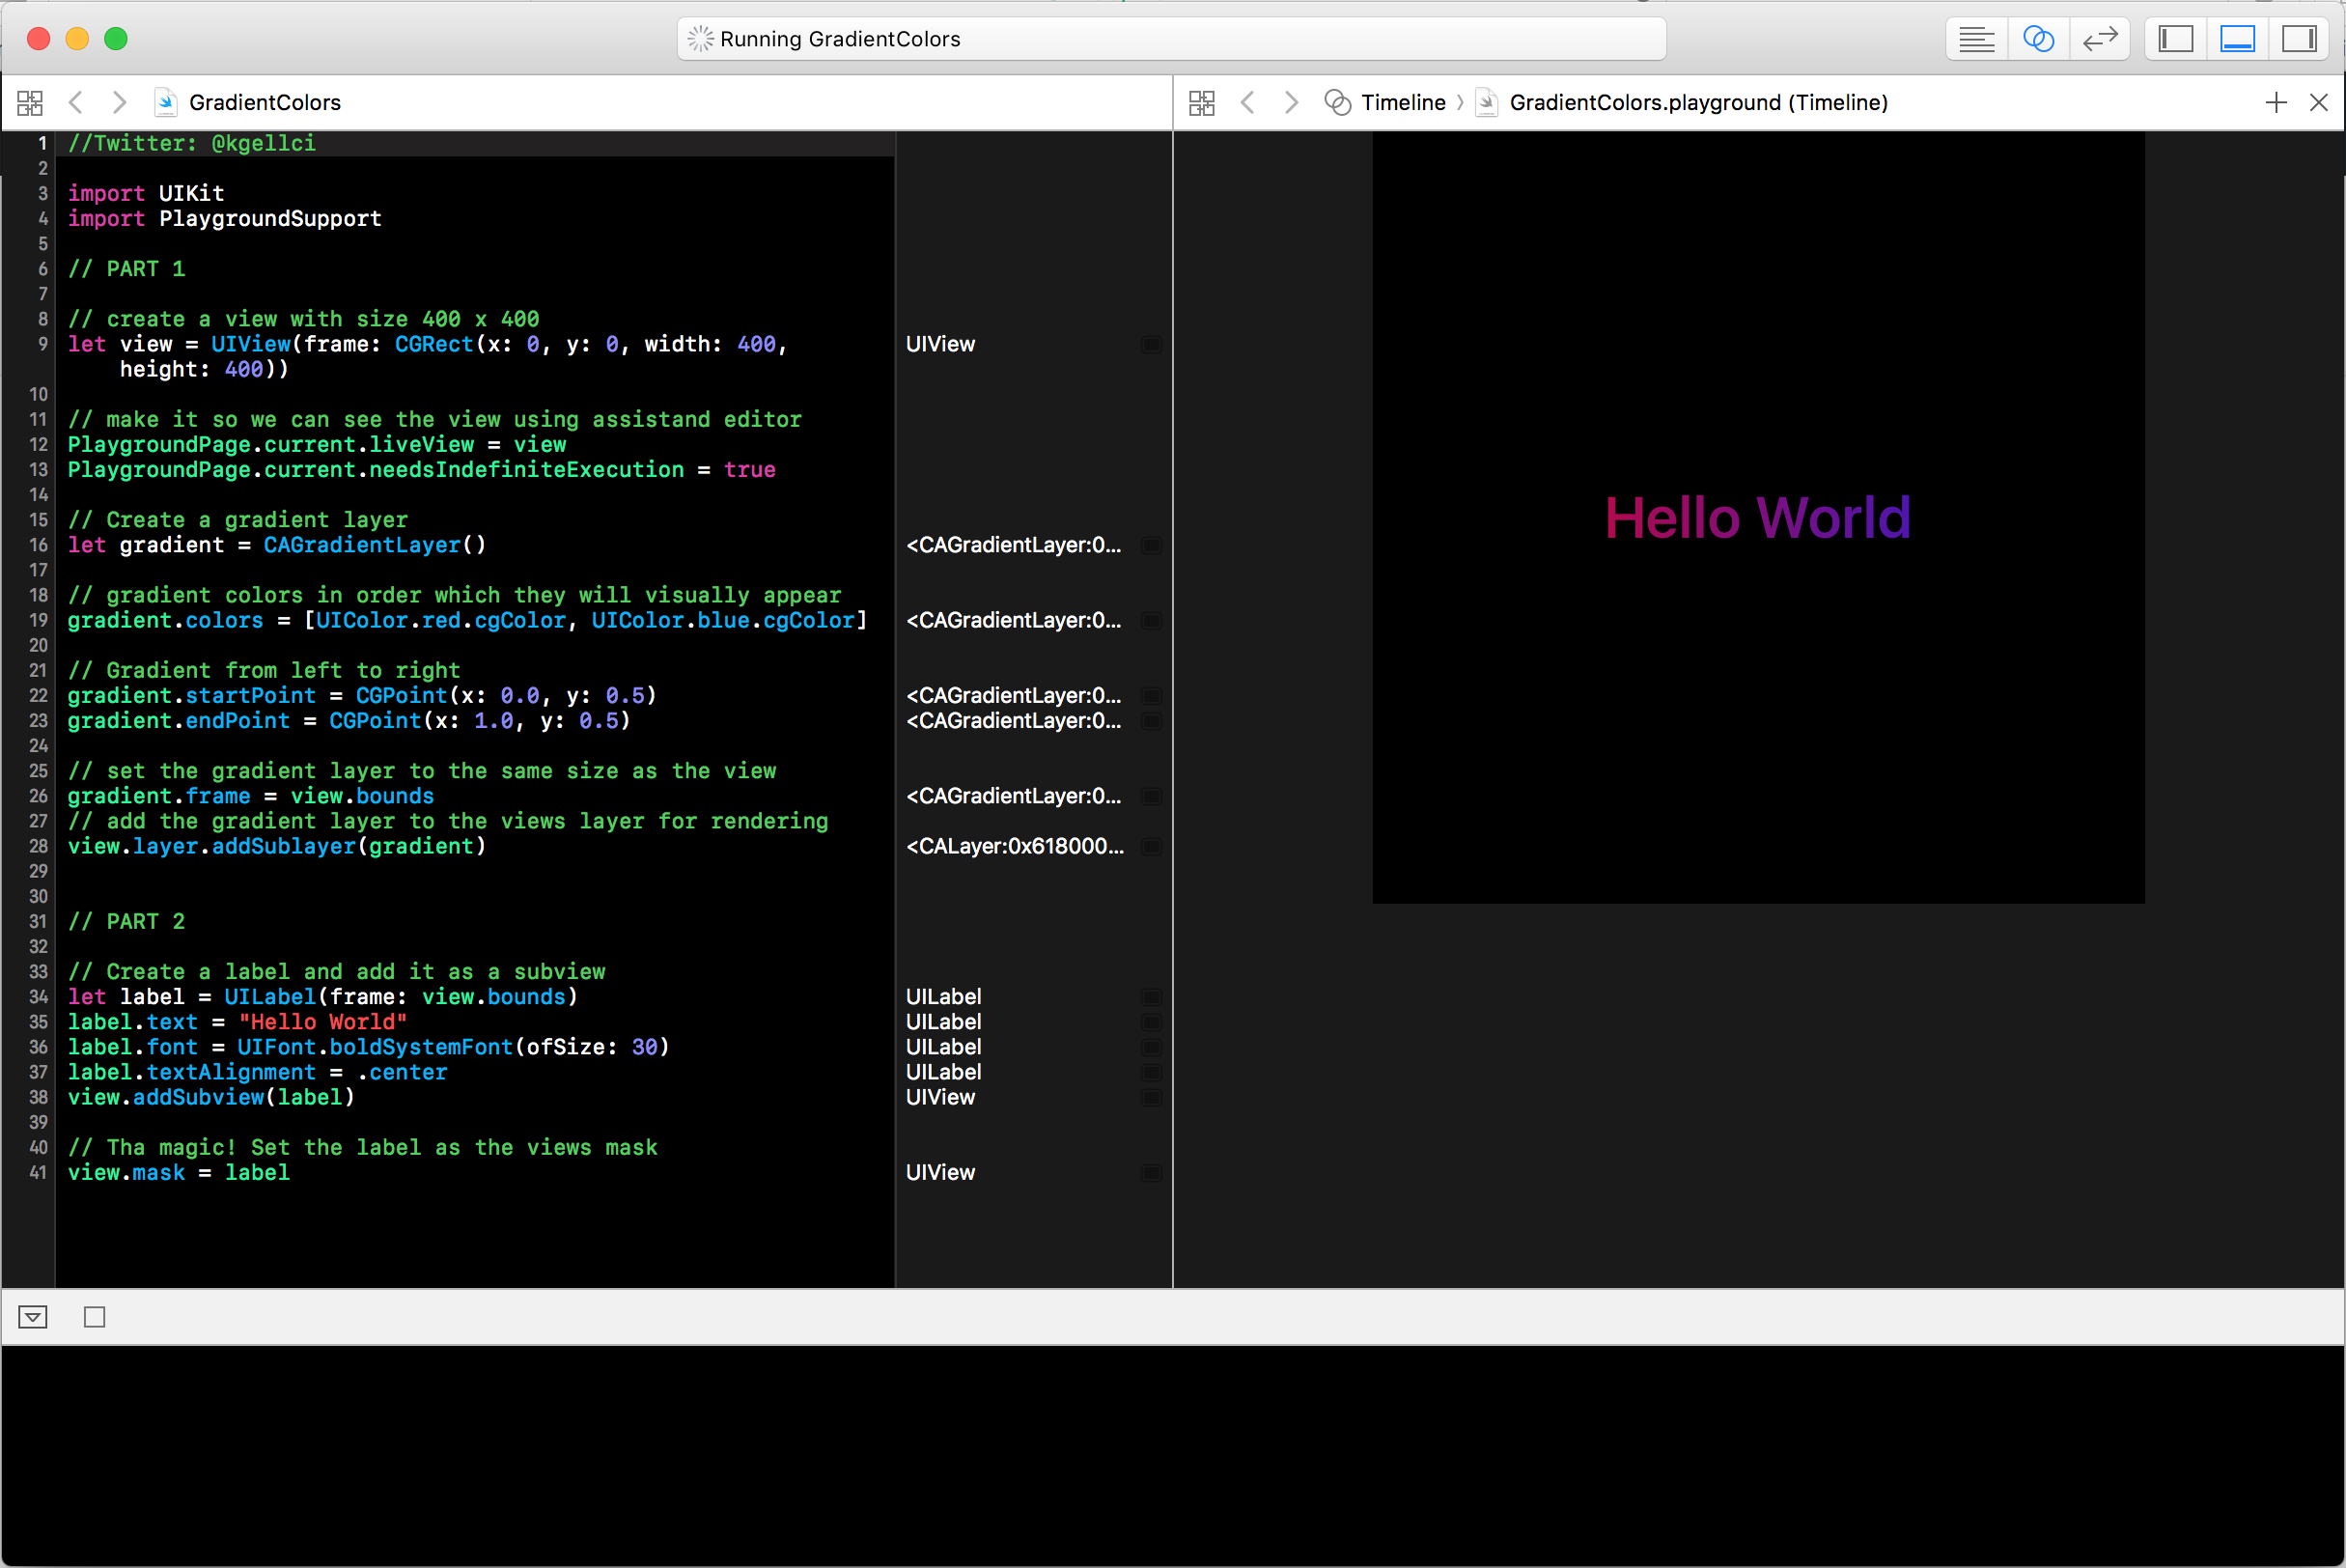 Running GradientColors
GradientColors
Timeline 〉 GradientColors.playground (Timeline)
1 //Twitter: @kgellci
2
3 import UIKit
4 import PlaygroundSupport
5
6 // PART 1
7
8 // create a view with size 400 x 400
9 let view = UIView(frame: CGRect(x: 0, y: 0, width: 400, UIView
height: 400))
10
11 // make it so we can see the view using assistand editor
12 PlaygroundPage.current.liveView = view
13 PlaygroundPage.current.needsIndefiniteExecution = true
14
15 // Create a gradient layer
16 let gradient = CAGradientLayer() <CAGradientLayer:0...
17
18 // gradient colors in order which they will visually appear
19 gradient.colors = [UIColor.red.cgColor, UIColor.blue.cgColor] <CAGradientLayer:0...
20
21 // Gradient from left to right
22 gradient.startPoint = CGPoint(x: 0.0, y: 0.5) <CAGradientLayer:0...
23 gradient.endPoint = CGPoint(x: 1.0, y: 0.5) <CAGradientLayer:0...
24
25 // set the gradient layer to the same size as the view
26 gradient.frame = view.bounds <CAGradientLayer:0...
27 // add the gradient layer to the views layer for rendering
28 view.layer.addSublayer(gradient) <CALayer:0x618000...
29
30
31 // PART 2
32
33 // Create a label and add it as a subview
34 let label = UILabel(frame: view.bounds) UILabel
35 label.text = "Hello World" UILabel
36 label.font = UIFont.boldSystemFont(ofSize: 30) UILabel
37 label.textAlignment = .center UILabel
38 view.addSubview(label) UIView
39
40 // Tha magic! Set the label as the views mask
41 view.mask = label UIView
Hello World